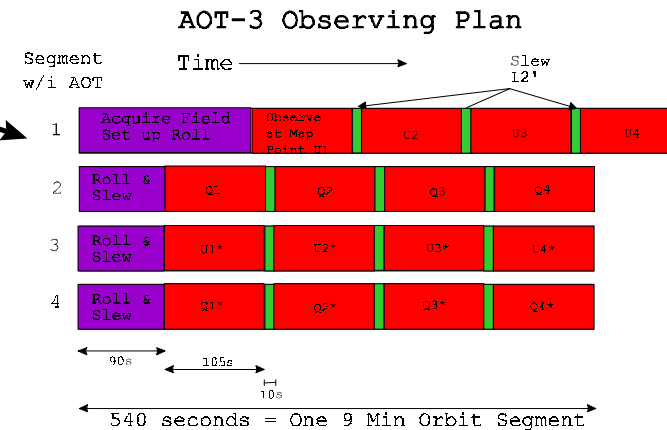 AOT-3 Observing Plan
Segment
w/i AOT
Time
Slew
12'
1
Acquire Field
Set up Roll
Observe
at Map
Point U1
U2
U3
U4
2
Roll &
Slew
Q1
Q2
Q3
Q4
3
Roll &
Slew
U1*
U2*
U3*
U4*
4
Roll &
Slew
Q1*
Q2*
Q3*
Q4*
90s
105s
10s
540 seconds = One 9 Min Orbit Segment